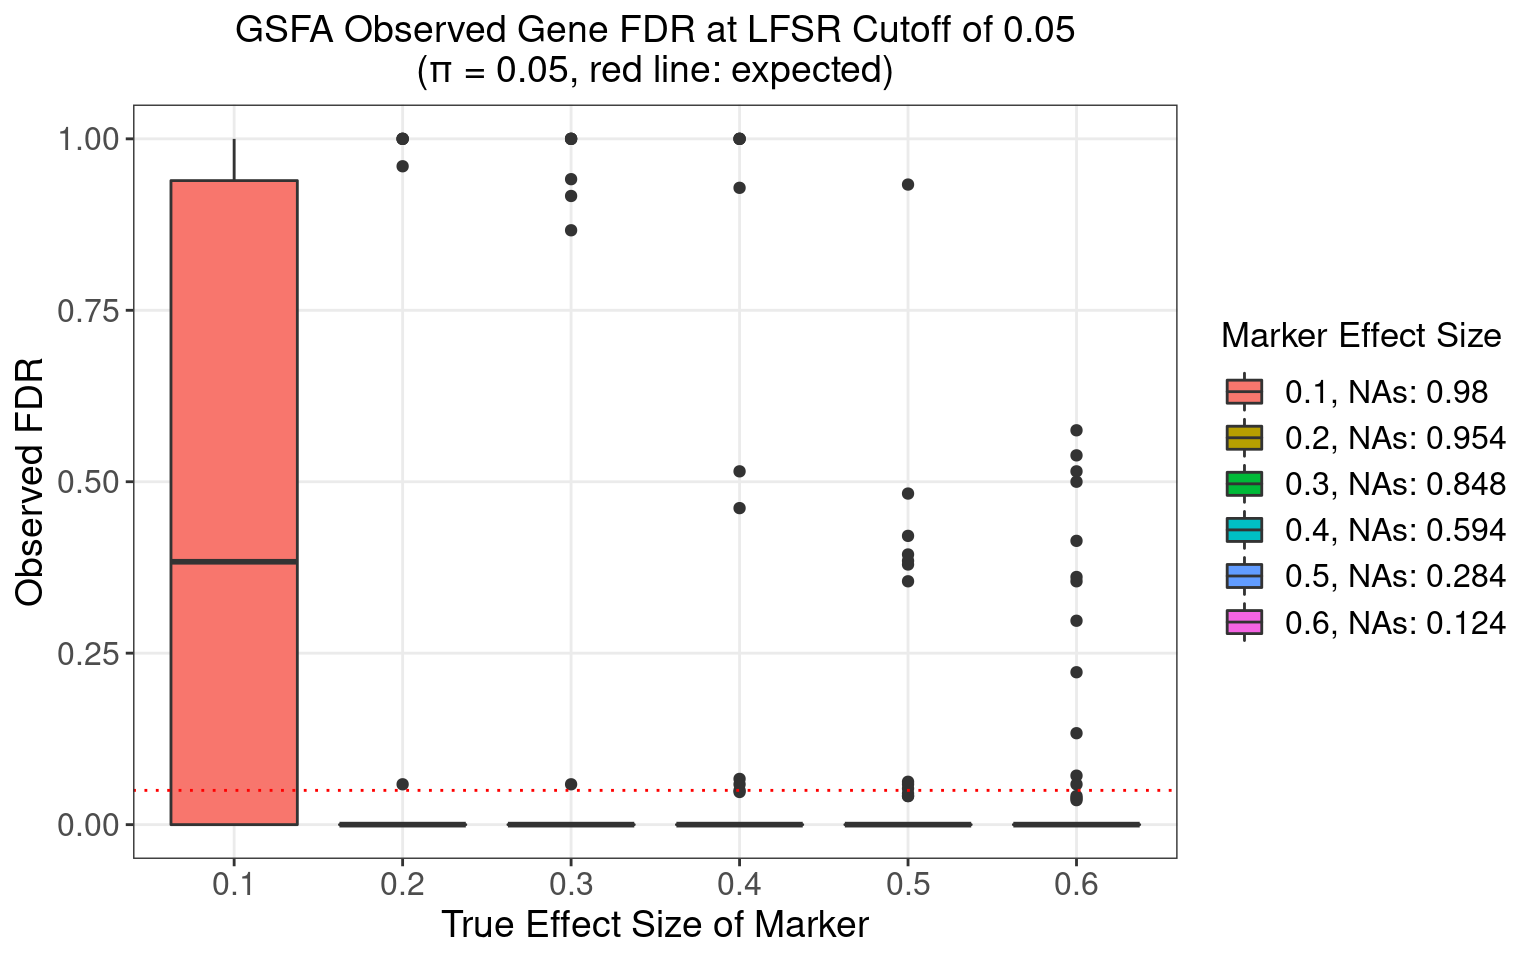 GSFA Observed Gene FDR at LFSR Cutoff of 0.05
(π = 0.05, red line: expected)
Observed FDR
1.00
0.75
0.50
0.25
0.00
0.1
0.2
0.3
0.4
0.5
0.6
True Effect Size of Marker
Marker Effect Size
0.1, NAs: 0.98
0.2, NAs: 0.954
0.3, NAs: 0.848
0.4, NAs: 0.594
0.5, NAs: 0.284
0.6, NAs: 0.124